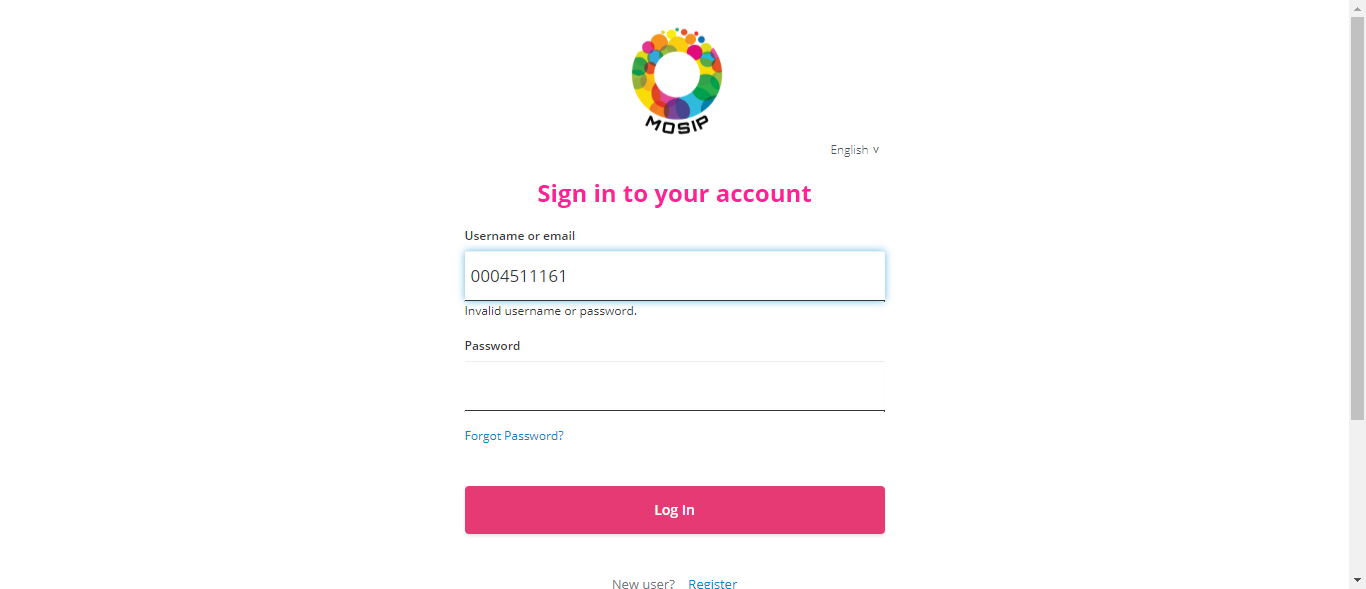 MOSIP
English v
Sign in to your account
Username or email
0004511161
Invalid username or password.
Password
Forgot Password?
Log In
New user? Register